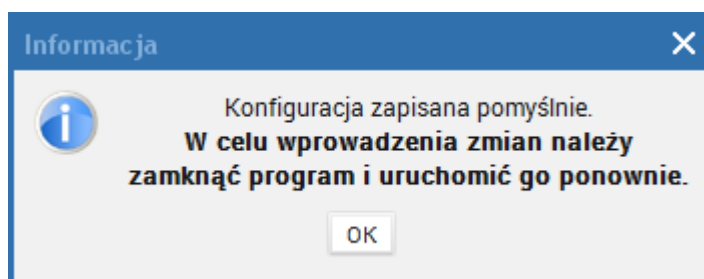 Informacja
Konfiguracja zapisana pomyślnie.
W celu wprowadzenia zmian należy
zamknąć program i uruchomić go ponownie.
OK